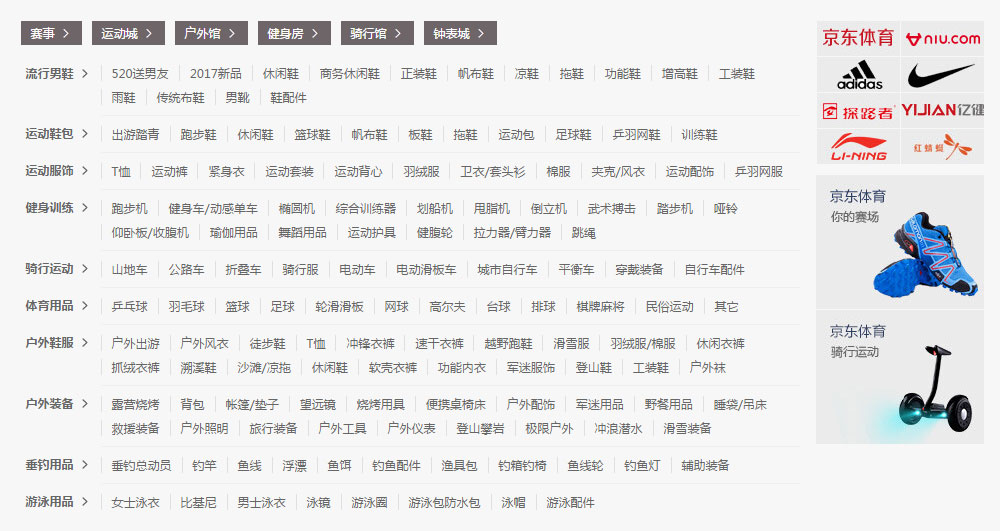 赛事 > 运动城 > 户外馆 > 健身房 > 骑行馆 > 钟表城 >
流行男鞋 > 520送男友 2017新品 休闲鞋 商务休闲鞋 正装鞋 帆布鞋 凉鞋 拖鞋 功能鞋 增高鞋 工装鞋
雨鞋 传统布鞋 男靴 鞋配件
运动鞋包 > 出游踏青 跑步鞋 休闲鞋 篮球鞋 帆布鞋 板鞋 拖鞋 运动包 足球鞋 乒羽网鞋 训练鞋
运动服饰 > T恤 运动裤 紧身衣 运动套装 运动背心 羽绒服 卫衣/套头衫 棉服 夹克/风衣 运动配饰 乒羽网服
健身训练 > 跑步机 健身车/动感单车 椭圆机 综合训练器 划船机 甩脂机 倒立机 武术搏击 踏步机 哑铃
仰卧板/收腹机 瑜伽用品 舞蹈用品 运动护具 健腹轮 拉力器/臂力器 跳绳
骑行运动 > 山地车 公路车 折叠车 骑行服 电动车 电动滑板车 城市自行车 平衡车 穿戴装备 自行车配件
体育用品 > 乒乓球 羽毛球 篮球 足球 轮滑滑板 网球 高尔夫 台球 排球 棋牌麻将 民俗运动 其它
户外鞋服 > 户外出游 户外风衣 徒步鞋 T恤 冲锋衣裤 速干衣裤 越野跑鞋 滑雪服 羽绒服/棉服 休闲衣裤
抓绒衣裤 溯溪鞋 沙滩/凉拖 休闲鞋 软壳衣裤 功能内衣 军迷服饰 登山鞋 工装鞋 户外袜
户外装备 > 露营烧烤 背包 帐篷/垫子 望远镜 烧烤用具 便携桌椅床 户外配饰 军迷用品 野餐用品 睡袋/吊床
救援装备 户外照明 旅行装备 户外工具 户外仪表 登山攀岩 极限户外 冲浪潜水 滑雪装备
垂钓用品 > 垂钓总动员 钓竿 鱼线 浮漂 鱼饵 钓鱼配件 渔具包 钓箱钓椅 鱼线轮 钓鱼灯 辅助装备
游泳用品 > 女士泳衣 比基尼 男士泳衣 泳镜 游泳圈 游泳包防水包 泳帽 游泳配件
京东体育 niu.com
adidas
探路者 YIJIAN亿健
LI-NING 红蜻蜓
京东体育
你的赛场
京东体育
骑行运动